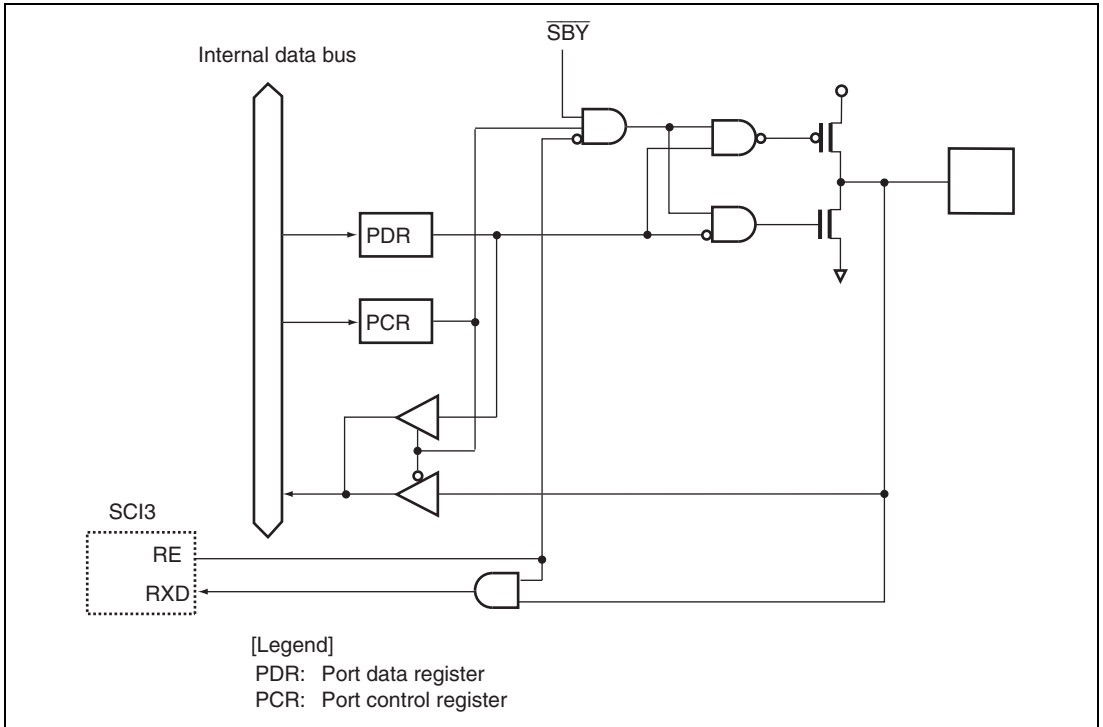 SBY
Internal data bus
PDR
PCR
SCI3
RE
RXD
[Legend]
PDR: Port data register
PCR: Port control register